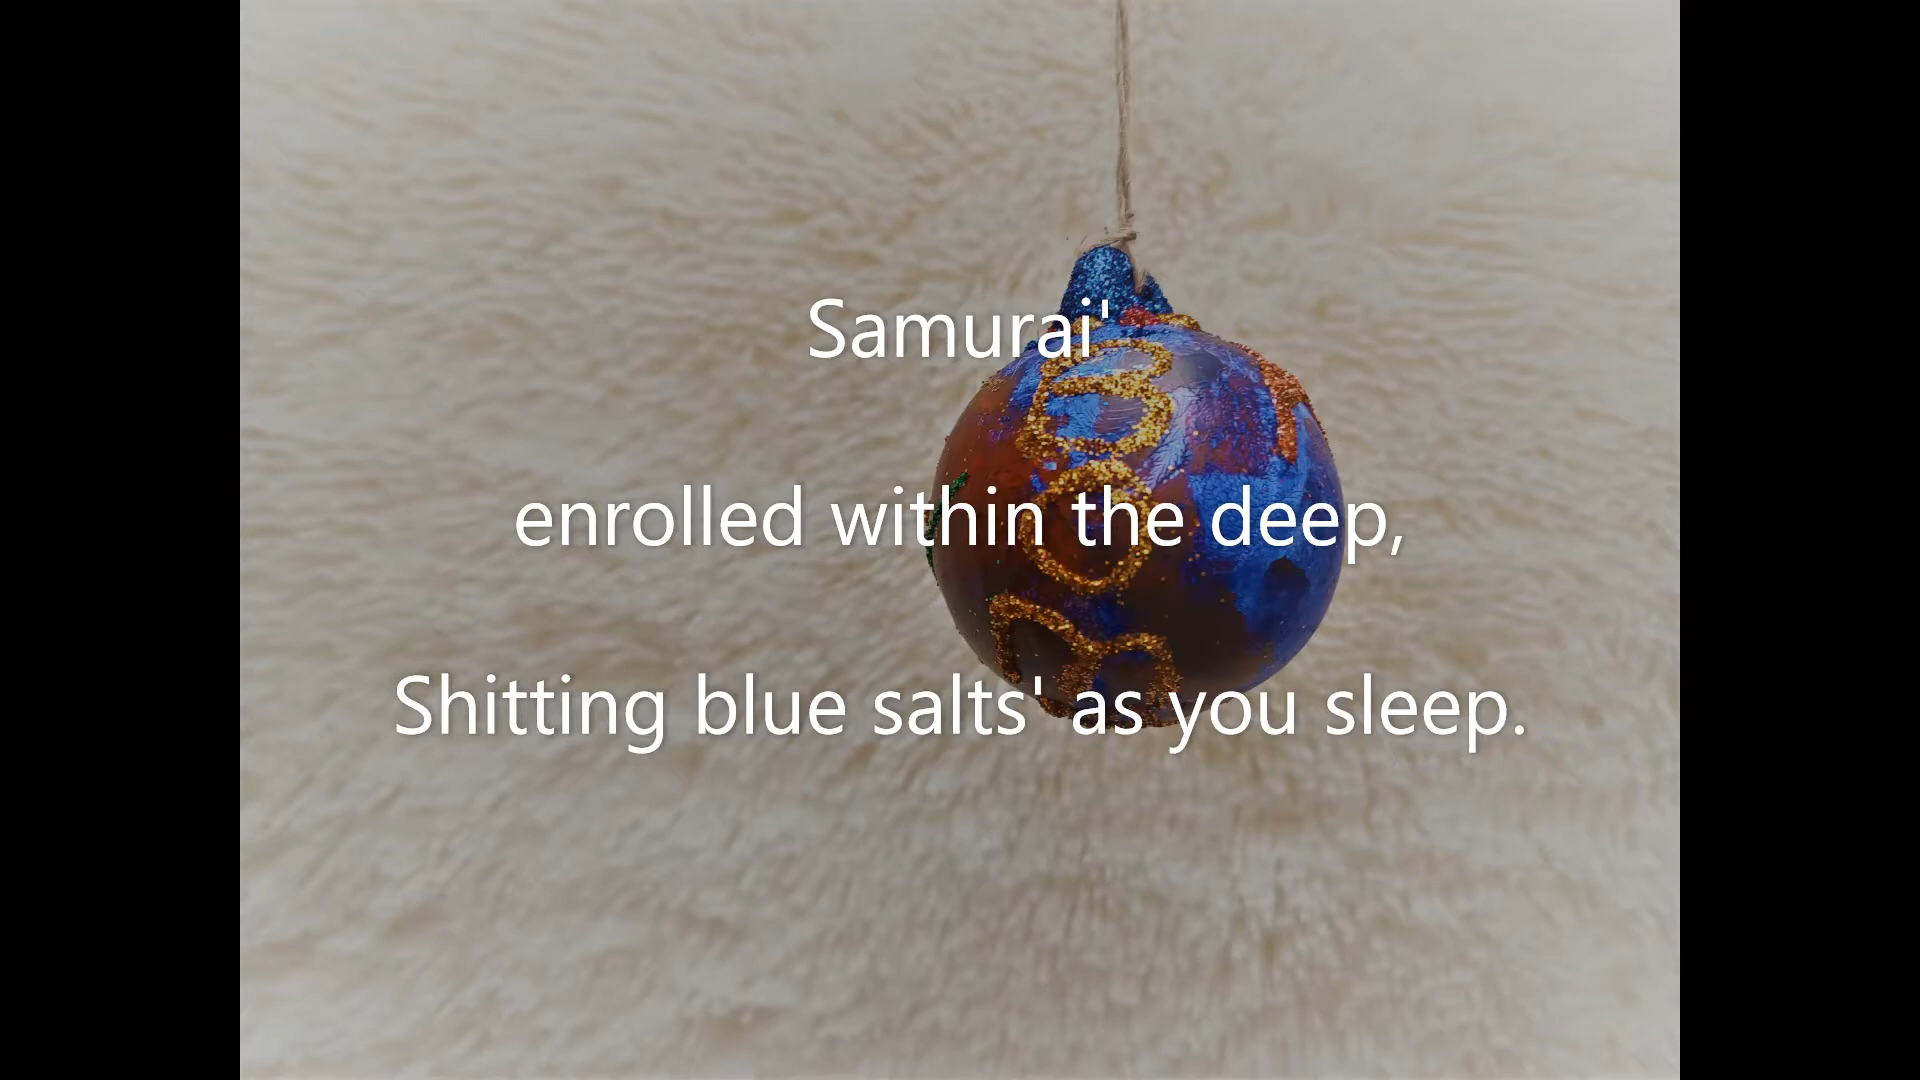 Samurai'
enrolled within the deep,
Shitting blue salts' as you sleep.